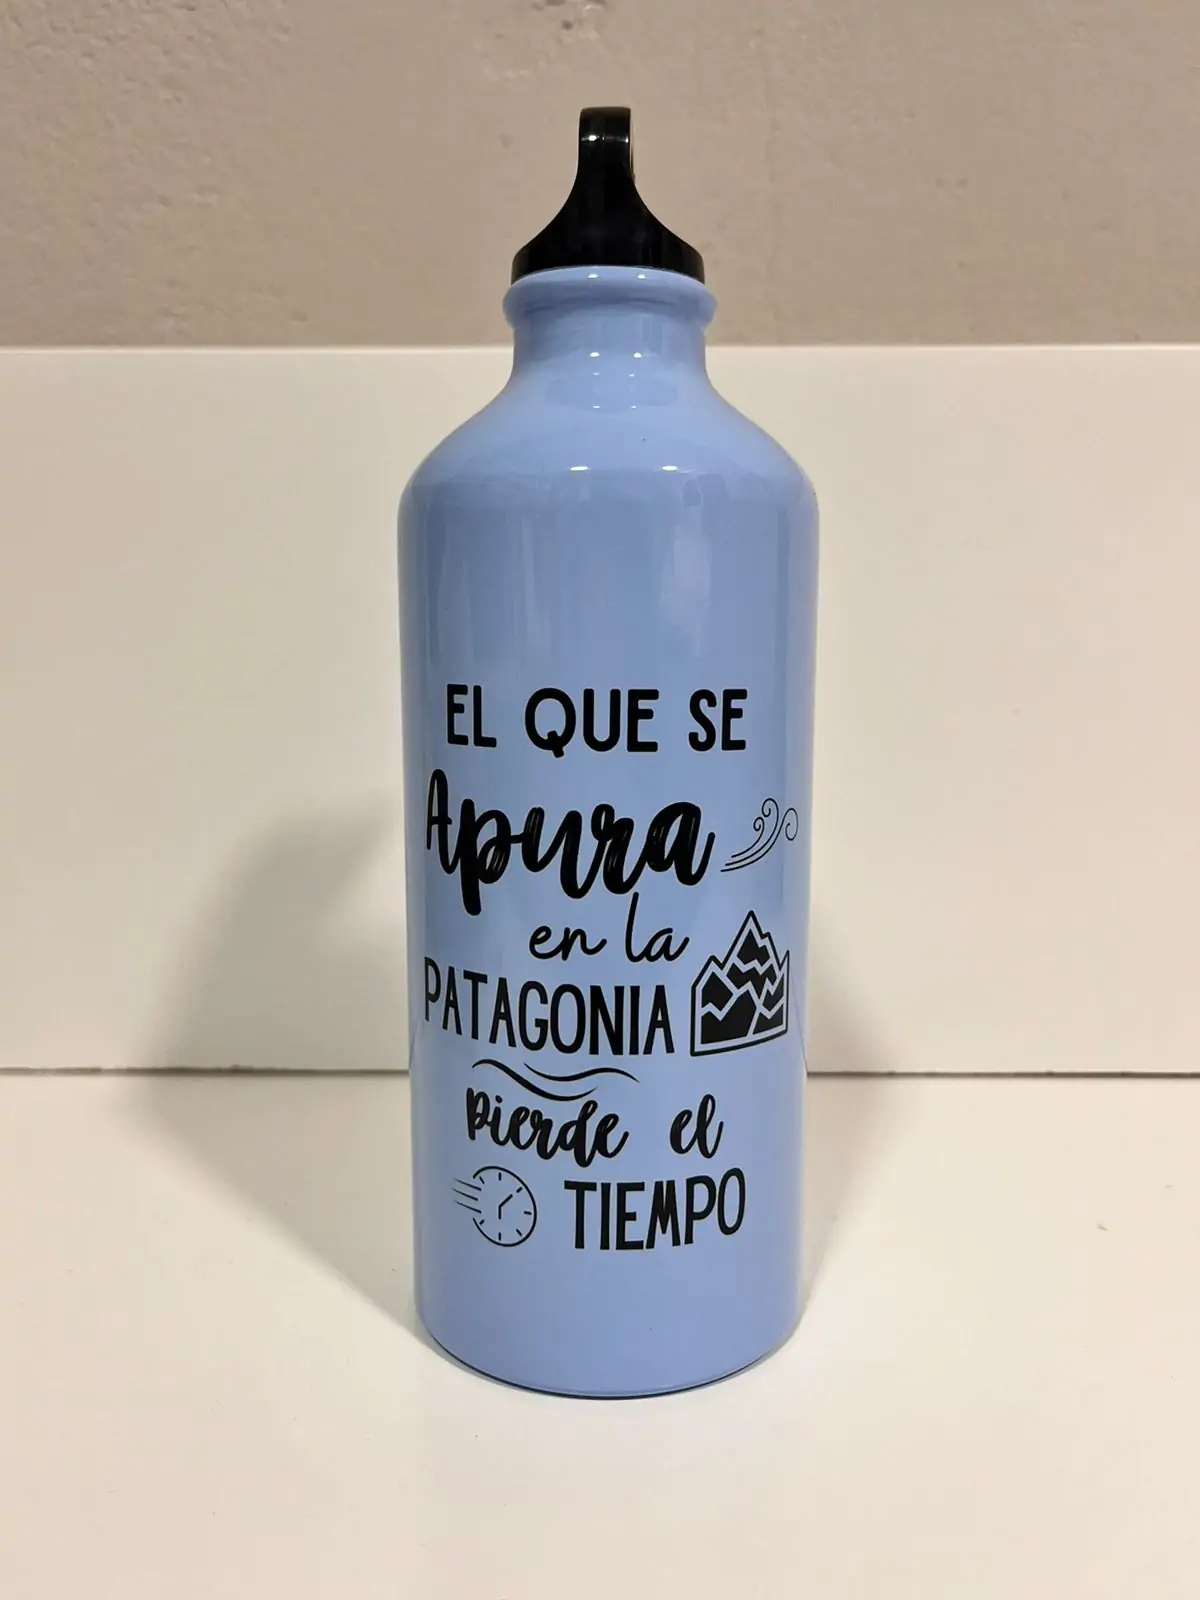 EL QUE SE
Apura
en la
PATAGONIA
pierde el
TIEMPO